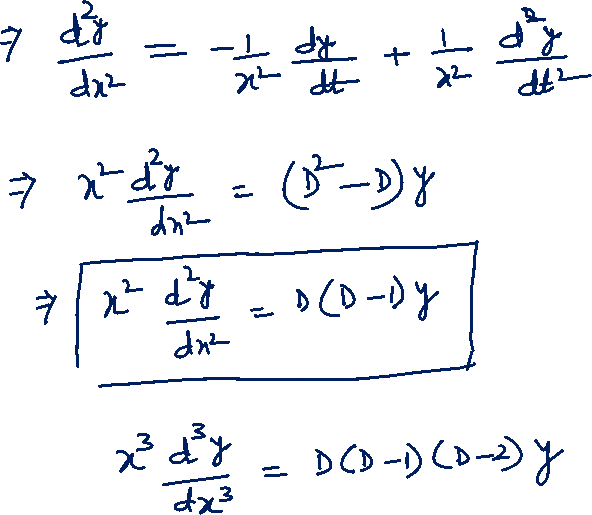 ⇒ d²y/dx² = -1/x² dy/dt + 1/x² d²y/dt²
⇒ x² d²y/dx² = (D²-D)y
⇒ x² d²y/dx² = D(D-1)y
x³ d³y/dx³ = D(D-1)(D-2)y